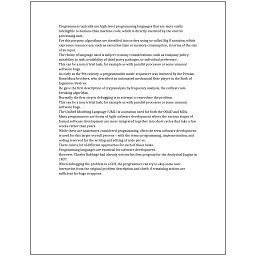 Programmers typically use high-level programming languages that are more easily
intelligible to humans than machine code, which is directly executed by the central
processing unit.
For this purpose, algorithms are classified into orders using so-called Big O notation, which
expresses resource use, such as execution time or memory consumption, in terms of the size
of an input.
The choice of language used is subject to many considerations, such as company policy,
suitability to task, availability of third-party packages, or individual preference.
This can be a non-trivial task, for example as with parallel processes or some unusual
software bugs.
As early as the 9th century, a programmable music sequencer was invented by the Persian
Banu Musa brothers, who described an automated mechanical flute player in the Book of
Ingenious Devices.
He gave the first description of cryptanalysis by frequency analysis, the earliest code-
breaking algorithm.
Normally the first step in debugging is to attempt to reproduce the problem.
This can be a non-trivial task, for example as with parallel processes or some unusual
software bugs.
The Unified Modeling Language (UML) is a notation used for both the OOAD and MDA.
Many programmers use forms of Agile software development where the various stages of
formal software development are more integrated together into short cycles that take a few
weeks rather than years.
While these are sometimes considered programming, often the term software development
is used for this larger overall process – with the terms programming, implementation, and
coding reserved for the writing and editing of code per se.
There exist a lot of different approaches for each of those tasks.
Programming languages are essential for software development.
However, Charles Babbage had already written his first program for the Analytical Engine in
1837.
When debugging the problem in a GUI, the programmer can try to skip some user
interaction from the original problem description and check if remaining actions are
sufficient for bugs to appear.